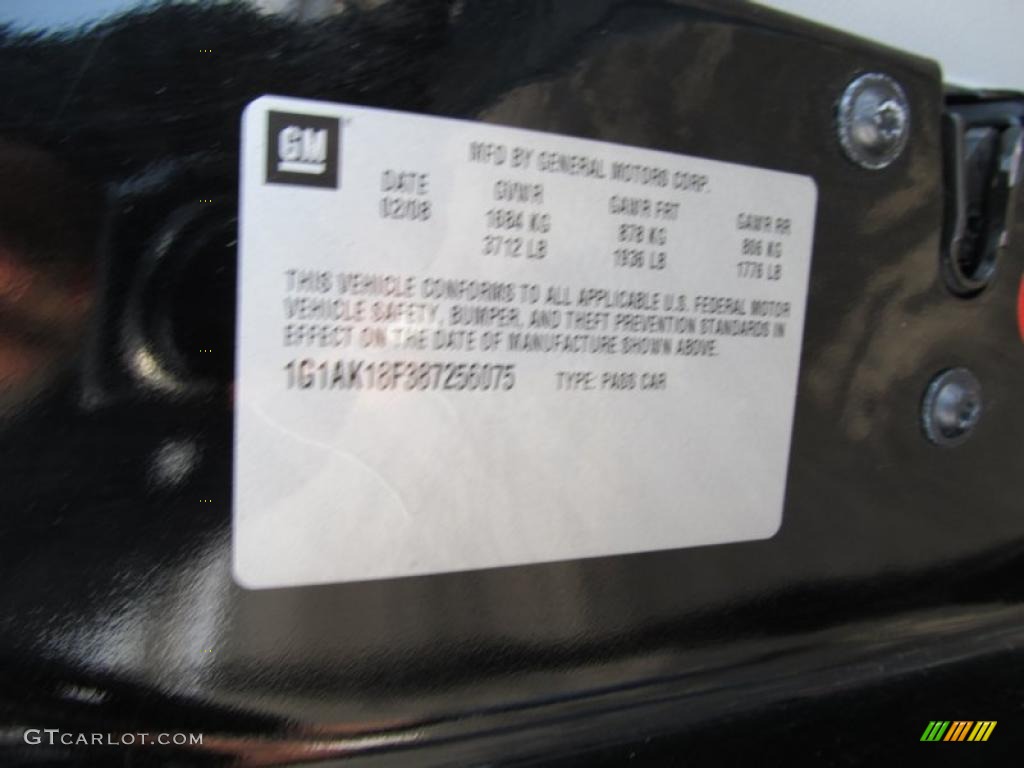 GM
MFD BY GENERAL MOTORS CORP.
DATE GVWR GAWR FRT GAWR RR
02/08 1684 KG 878 KG 806 KG
3712 LB 1936 LB 1776 LB
THIS VEHICLE CONFORMS TO ALL APPLICABLE U.S. FEDERAL MOTOR
VEHICLE SAFETY, BUMPER, AND THEFT PREVENTION STANDARDS IN
EFFECT ON THE DATE OF MANUFACTURE SHOWN ABOVE.
1G1AK18F387256075 TYPE: PASS CAR
GTCARLOT.COM